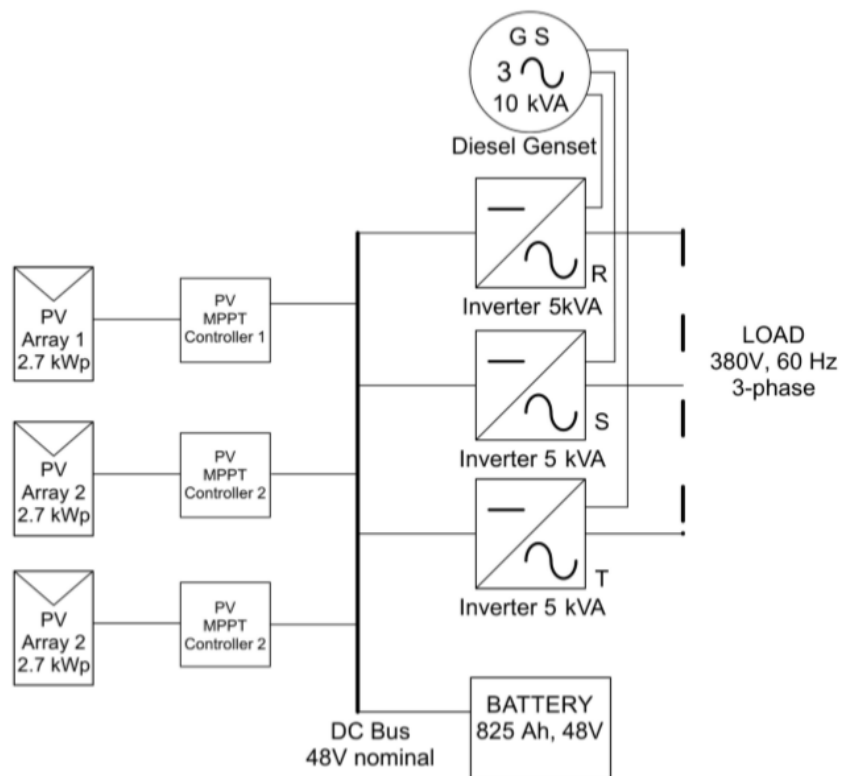 G S
3
10 kVA
Diesel Genset
R
Inverter 5kVA
PV
Array 1
2.7 kWp
PV
MPPT
Controller 1
LOAD
380V, 60 Hz
3-phase
S
Inverter 5 kVA
PV
Array 2
2.7 kWp
PV
MPPT
Controller 2
T
Inverter 5 kVA
PV
Array 2
2.7 kWp
PV
MPPT
Controller 2
DC Bus
48V nominal
BATTERY
825 Ah, 48V